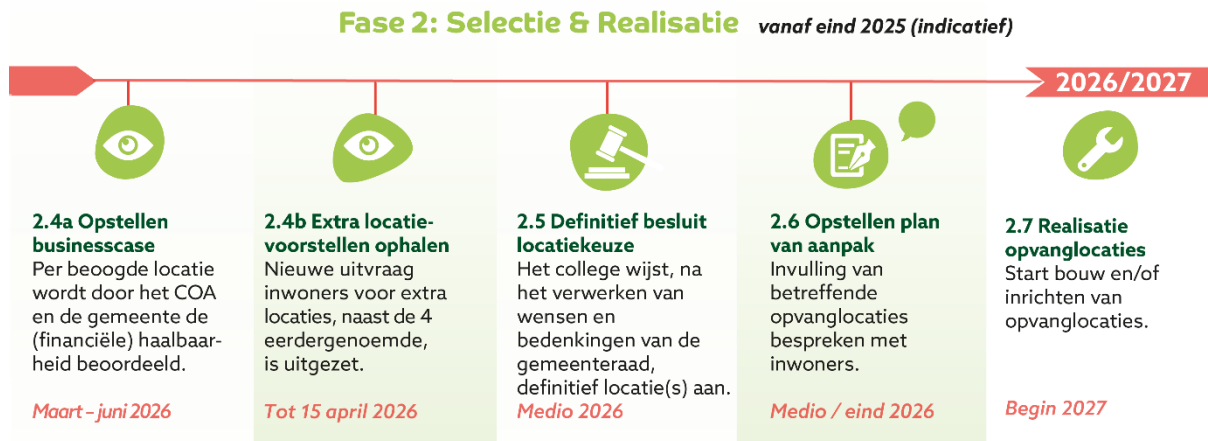 Fase 2: Selectie & Realisatie vanaf eind 2025 (indicatief)
2026/2027
2.4a Opstellen
businesscase
Per beoogde locatie
wordt door het COA
en de gemeente de
(financiële) haalbaar-
heid beoordeeld.
Maart – juni 2026
2.4b Extra locatie-
voorstellen ophalen
Nieuwe uitvraag
inwoners voor extra
locaties, naast de 4
eerdergenoemde,
is uitgezet.
Tot 15 april 2026
2.5 Definitief besluit
locatiekeuze
Het college wijst, na
het verwerken van
wensen en
bedenkingen van de
gemeenteraad,
definitief locatie(s) aan.
Medio 2026
2.6 Opstellen plan
van aanpak
Invulling van
betreffende
opvanglocaties
bespreken met
inwoners.
Medio / eind 2026
2.7 Realisatie
opvanglocaties
Start bouw en/of
inrichten van
opvanglocaties.
Begin 2027